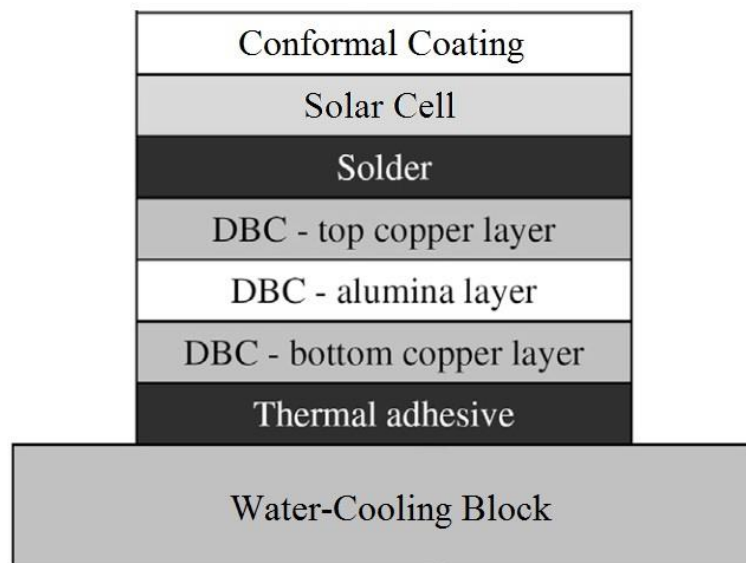 Conformal Coating
Solar Cell
Solder
DBC - top copper layer
DBC - alumina layer
DBC - bottom copper layer
Thermal adhesive
Water-Cooling Block